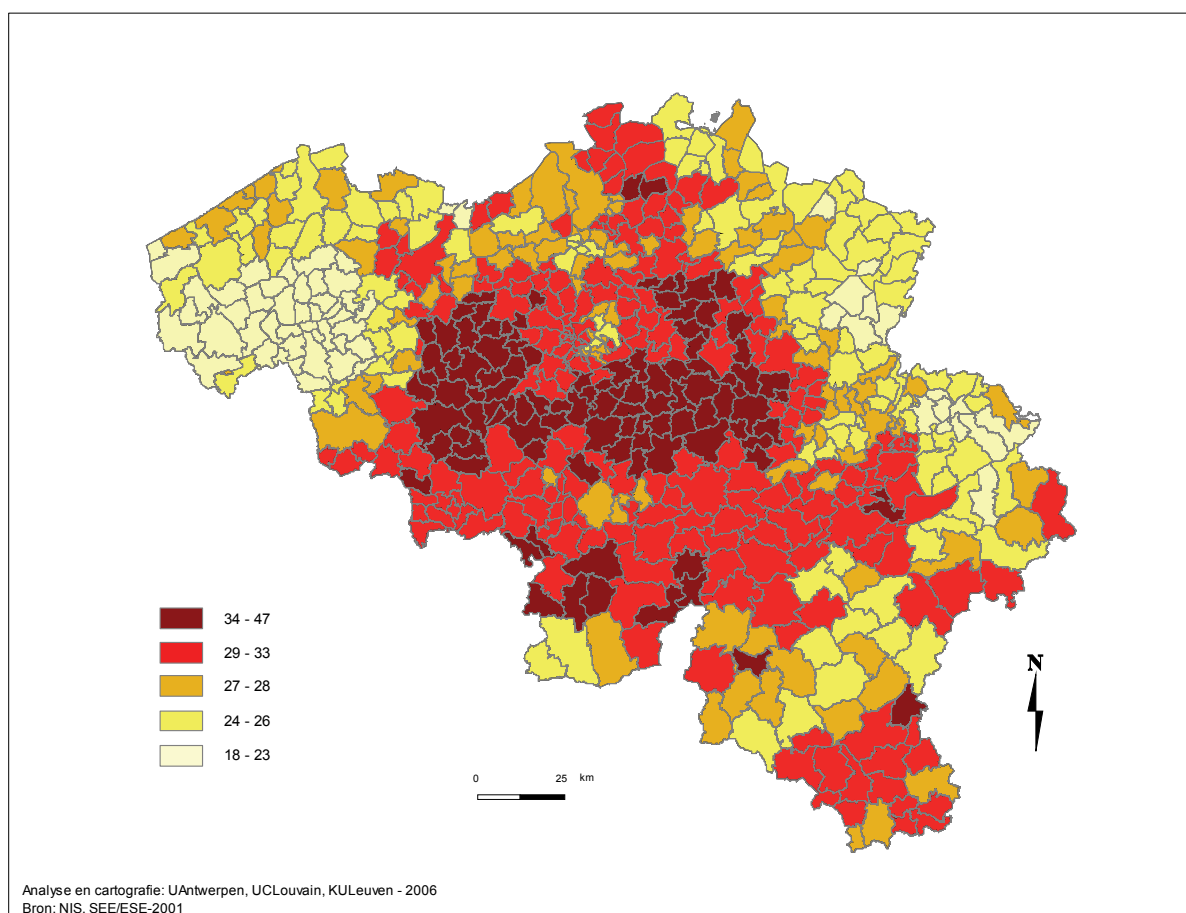 N
34 - 47
29 - 33
27 - 28
24 - 26
18 - 23
0 25 km
Analyse en cartografie: UAntwerpen, UCLouvain, KULeuven - 2006
Bron: NIS, SEE/ESE-2001